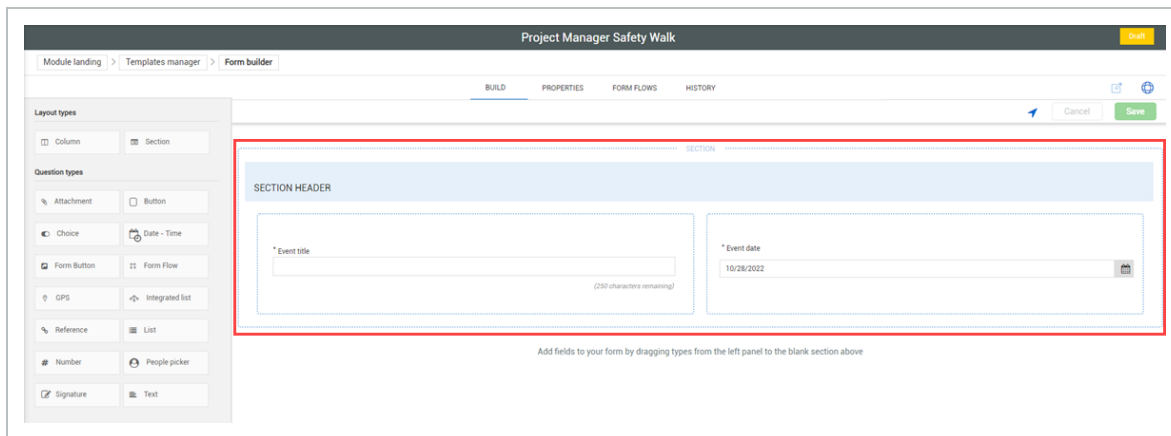 Project Manager Safety Walk
Draft
Module landing > Templates manager > Form builder
BUILD PROPERTIES FORM FLOWS HISTORY
Layout types
Cancel Save
Column Section
SECTION
Question types
SECTION HEADER
Attachment Button
Choice Date - Time
* Event title
* Event date
Form Button Form Flow
10/28/2022
(250 characters remaining)
GPS Integrated list
Reference List
Add fields to your form by dragging types from the left panel to the blank section above
# Number People picker
Signature Text